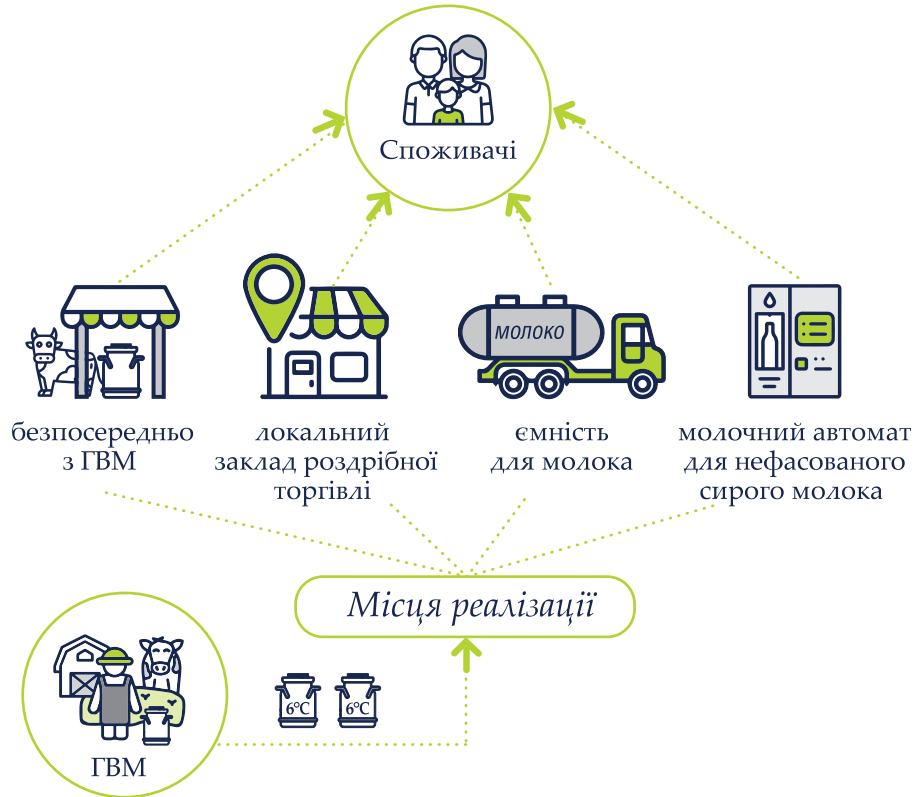 Споживачі
МОЛОКО
безпосередньо
з ГВМ
локальний
заклад роздрібної
торгівлі
ємність
для молока
молочний автомат
для нефасованого
сирого молока
Місця реалізації
6°C
6°C
ГВМ